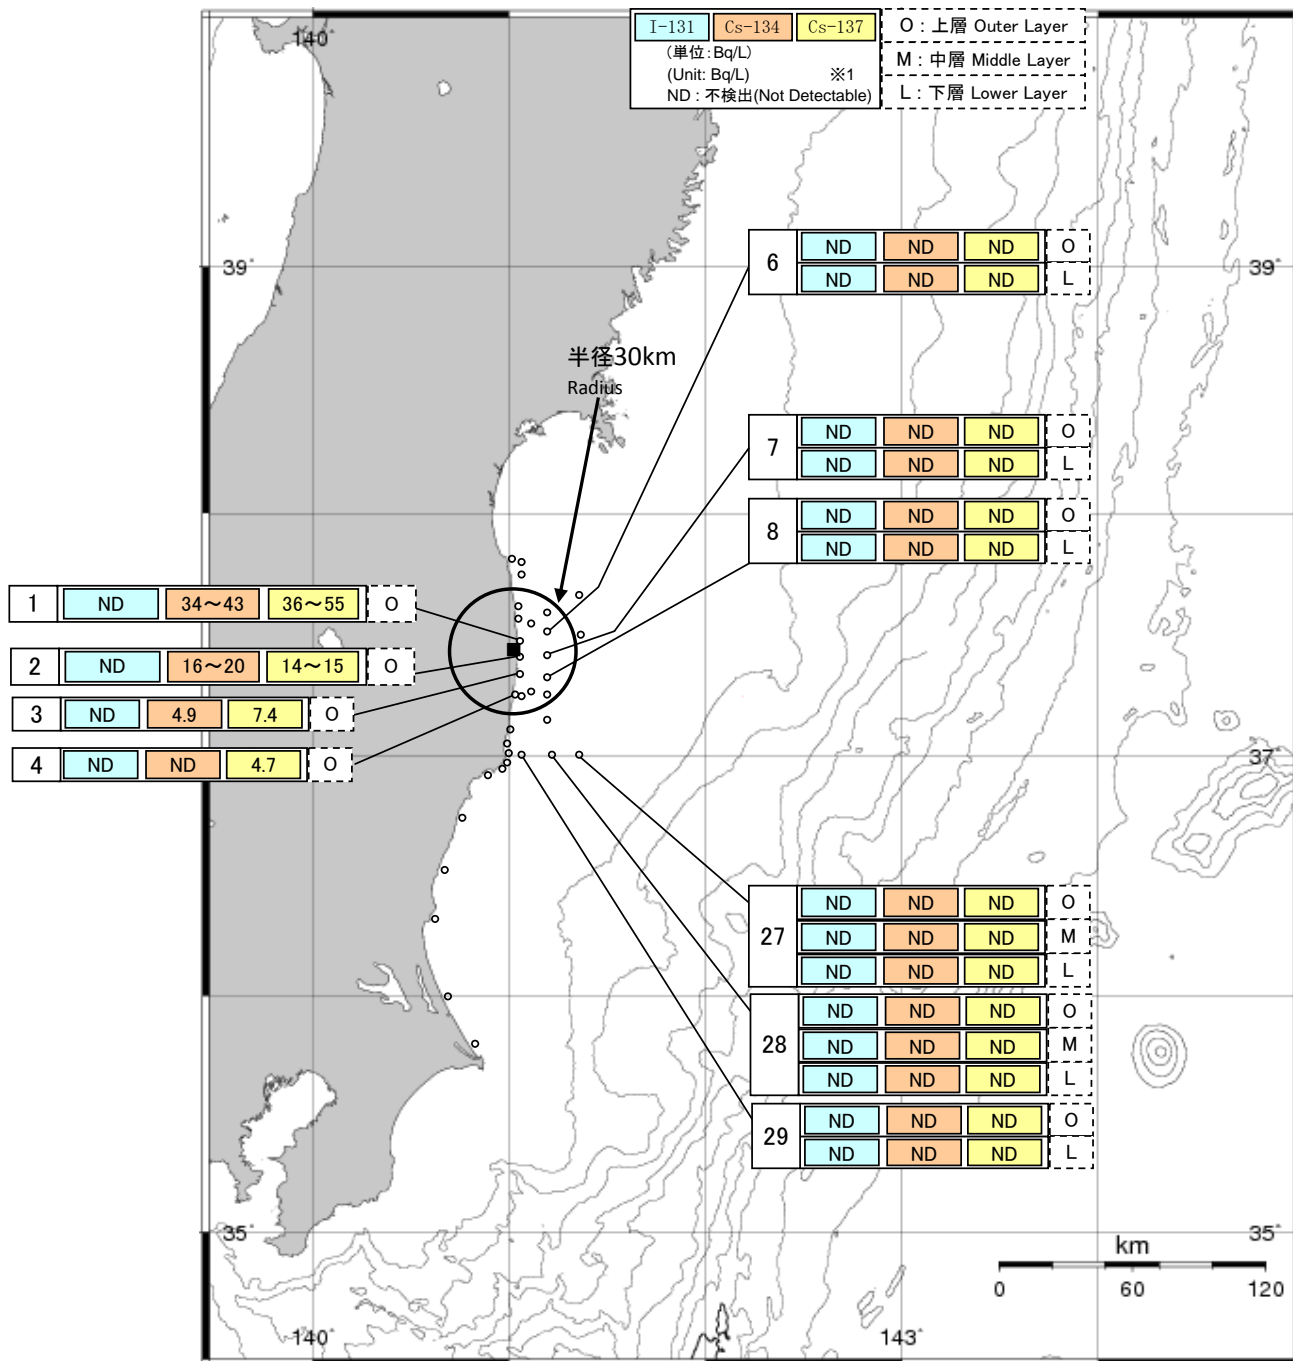 140°
I-131 Cs-134 Cs-137
(単位:Bq/L)
(Unit: Bq/L) ※1
ND : 不検出(Not Detectable)
O : 上層 Outer Layer
M : 中層 Middle Layer
L : 下層 Lower Layer
39° 39°
6 ND ND ND O
ND ND ND L
半径30km
Radius
7 ND ND ND O
ND ND ND L
8 ND ND ND O
ND ND ND L
1 ND 34～43 36～55 O
2 ND 16～20 14～15 O
3 ND 4.9 7.4 O
4 ND ND 4.7 O
37°
27 ND ND ND O
ND ND ND M
ND ND ND L
28 ND ND ND O
ND ND ND M
ND ND ND L
29 ND ND ND O
ND ND ND L
35° 35°
km
0 60 120
140° 143°